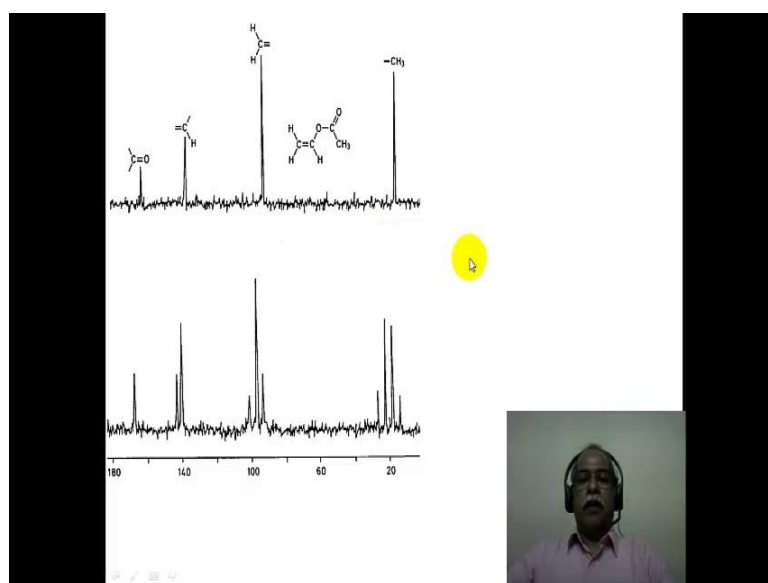 H
C=
H
–CH3
=C
H
C=O
O
H O–C
C=C CH3
H H
180 140 100 60 20